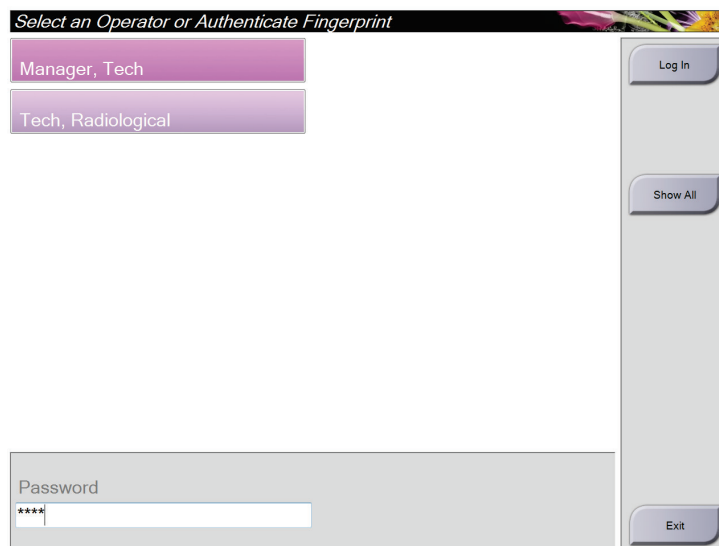 Select an Operator or Authenticate Fingerprint
Manager, Tech
Log In
Tech, Radiological
Show All
Password
****
Exit